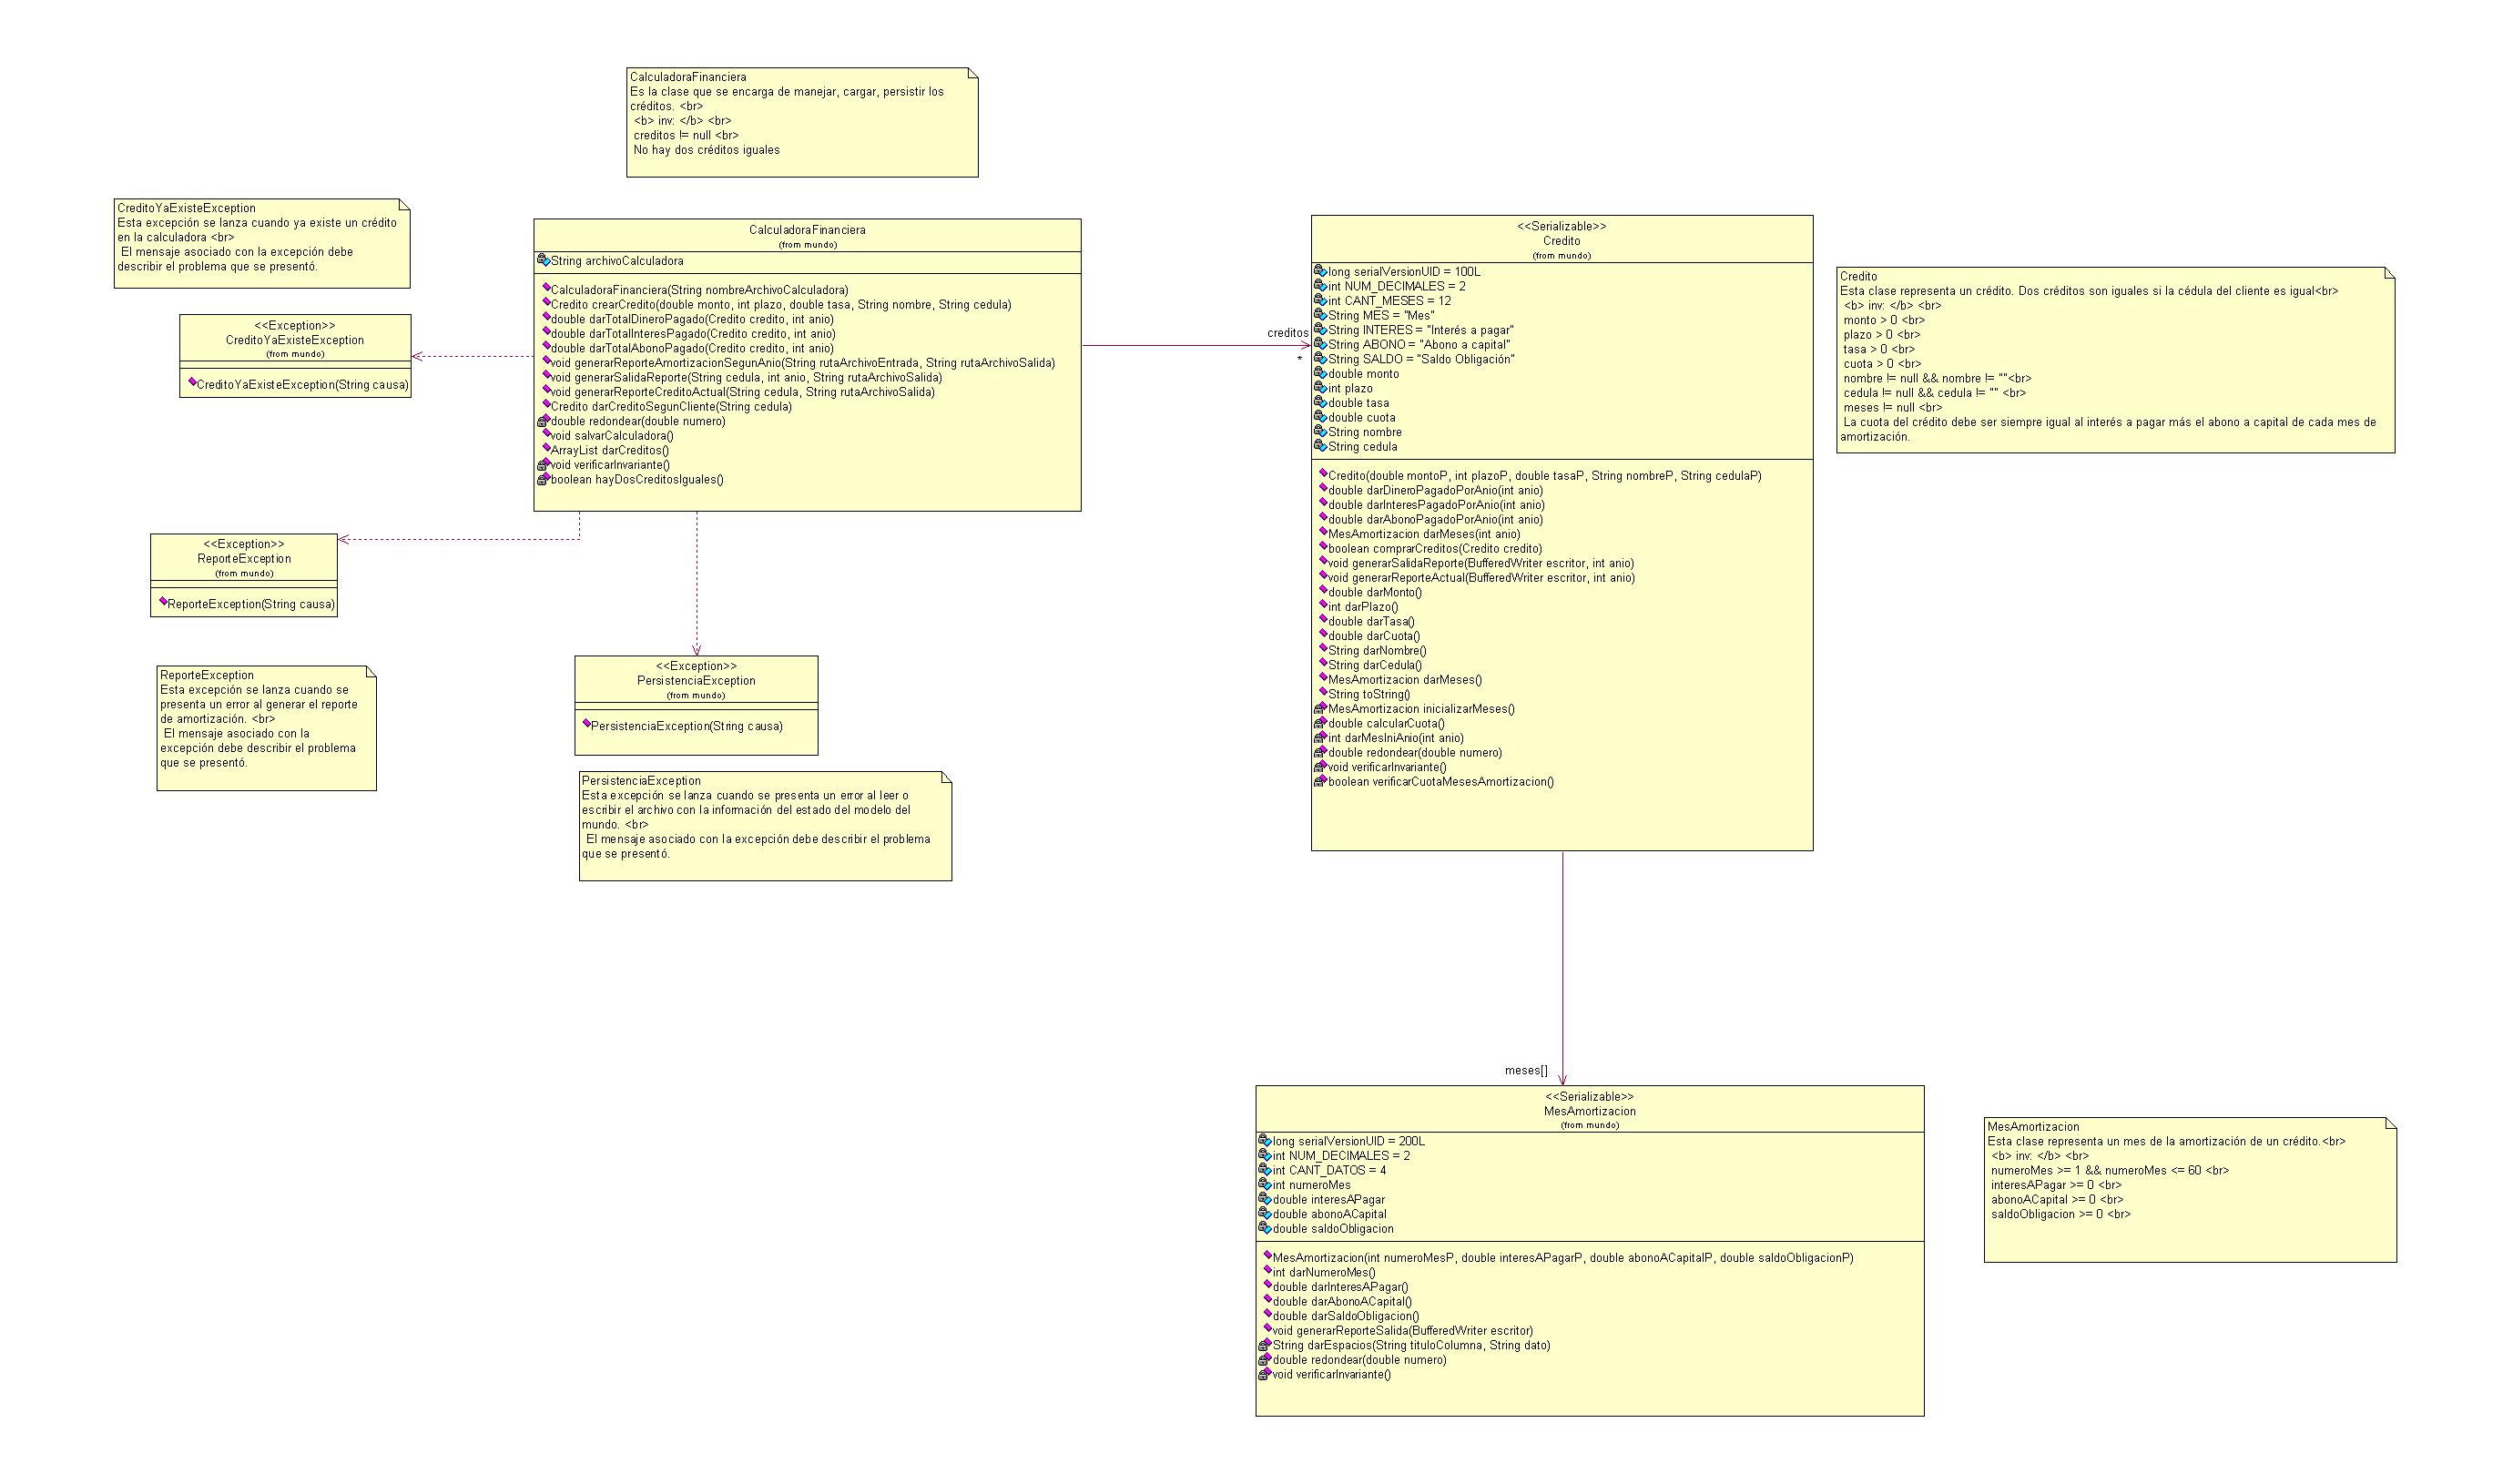 CalculadoraFinanciera
Es la clase que se encarga de manejar, cargar, persistir los
créditos. <br>
<b> inv: </b> <br>
creditos != null <br>
No hay dos créditos iguales
CreditoYaExisteException
Esta excepción se lanza cuando ya existe un crédito
en la calculadora <br>
El mensaje asociado con la excepción debe
describir el problema que se presentó.
<<Exception>>
CreditoYaExisteException
(from mundo)
CreditoYaExisteException(String causa)
CalculadoraFinanciera
(from mundo)
String archivoCalculadora
CalculadoraFinanciera(String nombreArchivoCalculadora)
Credito crearCredito(double monto, int plazo, double tasa, String nombre, String cedula)
double darTotalDineroPagado(Credito credito, int anio)
double darTotalInteresPagado(Credito credito, int anio)
double darTotalAbonoPagado(Credito credito, int anio)
void generarReporteAmortizacionSegunAnio(String rutaArchivoEntrada, String rutaArchivoSalida)
void generarSalidaReporte(String cedula, int anio, String rutaArchivoSalida)
void generarReporteCreditoActual(String cedula, String rutaArchivoSalida)
Credito darCreditoSegunCliente(String cedula)
double redondear(double numero)
void salvarCalculadora()
ArrayList darCreditos()
void verificarInvariante()
boolean hayDosCreditosIguales()
creditos
*
<<Serializable>>
Credito
(from mundo)
long serialVersionUID = 100L
int NUM_DECIMALES = 2
int CANT_MESES = 12
String MES = "Mes"
String INTERES = "Interés a pagar"
String ABONO = "Abono a capital"
String SALDO = "Saldo Obligación"
double monto
int plazo
double tasa
double cuota
String nombre
String cedula
Credito(double montoP, int plazoP, double tasaP, String nombreP, String cedulaP)
double darDineroPagadoPorAnio(int anio)
double darInteresPagadoPorAnio(int anio)
double darAbonoPagadoPorAnio(int anio)
MesAmortizacion darMeses(int anio)
boolean comprarCreditos(Credito credito)
void generarSalidaReporte(BufferedWriter escritor, int anio)
void generarReporteActual(BufferedWriter escritor, int anio)
double darMonto()
int darPlazo()
double darTasa()
double darCuota()
String darNombre()
String darCedula()
MesAmortizacion darMeses()
String toString()
MesAmortizacion inicializarMeses()
double calcularCuota()
int darMesIniAnio(int anio)
double redondear(double numero)
void verificarInvariante()
boolean verificarCuotaMesesAmortizacion()
Credito
Esta clase representa un crédito. Dos créditos son iguales si la cédula del cliente es igual<br>
<b> inv: </b> <br>
monto > 0 <br>
plazo > 0 <br>
tasa > 0 <br>
cuota > 0 <br>
nombre != null && nombre != ""<br>
cedula != null && cedula != "" <br>
meses != null <br>
La cuota del crédito debe ser siempre igual al interés a pagar más el abono a capital de cada mes de
amortización.
<<Exception>>
ReporteException
(from mundo)
ReporteException(String causa)
ReporteException
Esta excepción se lanza cuando se
presenta un error al generar el reporte
de amortización. <br>
El mensaje asociado con la
excepción debe describir el problema
que se presentó.
<<Exception>>
PersistenciaException
(from mundo)
PersistenciaException(String causa)
PersistenciaException
Esta excepción se lanza cuando se presenta un error al leer o
escribir el archivo con la información del estado del modelo del
mundo. <br>
El mensaje asociado con la excepción debe describir el problema
que se presentó.
meses[]
<<Serializable>>
MesAmortizacion
(from mundo)
long serialVersionUID = 200L
int NUM_DECIMALES = 2
int CANT_DATOS = 4
int numeroMes
double interesAPagar
double abonoACapital
double saldoObligacion
MesAmortizacion(int numeroMesP, double interesAPagarP, double abonoACapitalP, double saldoObligacionP)
int darNumeroMes()
double darInteresAPagar()
double darAbonoACapital()
double darSaldoObligacion()
void generarReporteSalida(BufferedWriter escritor)
String darEspacios(String tituloColumna, String dato)
double redondear(double numero)
void verificarInvariante()
MesAmortizacion
Esta clase representa un mes de la amortización de un crédito.<br>
<b> inv: </b> <br>
numeroMes >= 1 && numeroMes <= 60 <br>
interesAPagar >= 0 <br>
abonoACapital >= 0 <br>
saldoObligacion >= 0 <br>